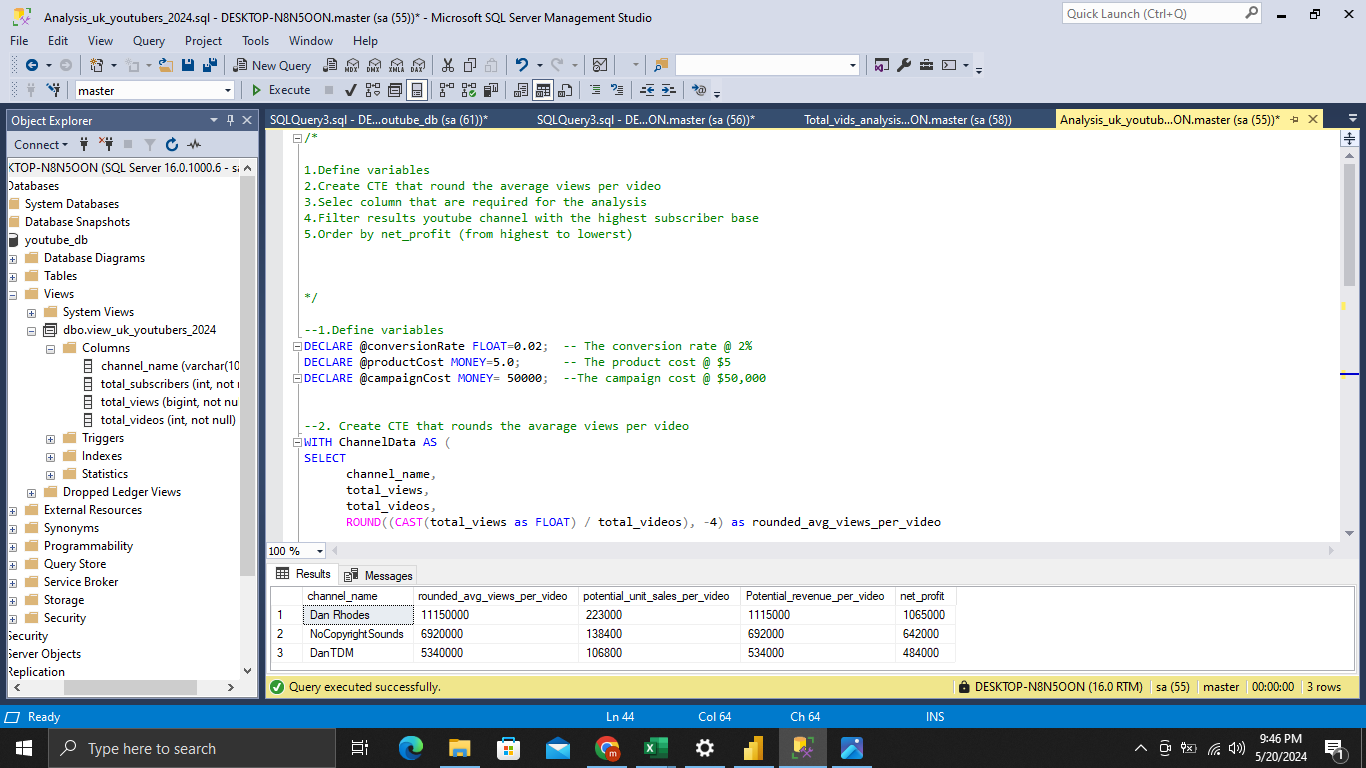 Analysis_uk_youtubers_2024.sql - DESKTOP-N8N5OON.master (sa (55))* - Microsoft SQL Server Management Studio
Quick Launch (Ctrl+Q)
File Edit View Query Project Tools Window Help
New Query MDX DMX XMLA DAX
master Execute
Object Explorer
SQLQuery3.sql - DE...outube_db (sa (61))* SQLQuery3.sql - DE...ON.master (sa (56))* Total_vids_analysis...ON.master (sa (58)) Analysis_uk_youtub...ON.master (sa (55))*
Connect
KTOP-N8N5OON (SQL Server 16.0.1000.6 - sa
Databases
System Databases
Database Snapshots
youtube_db
Database Diagrams
Tables
Views
System Views
dbo.view_uk_youtubers_2024
Columns
channel_name (varchar(10
total_subscribers (int, not n
total_views (bigint, not nu
total_videos (int, not null)
Triggers
Indexes
Statistics
Dropped Ledger Views
External Resources
Synonyms
Programmability
Query Store
Service Broker
Storage
Security
Security
Server Objects
Replication
/*
1.Define variables
2.Create CTE that round the average views per video
3.Selec column that are required for the analysis
4.Filter results youtube channel with the highest subscriber base
5.Order by net_profit (from highest to lowerst)
*/
--1.Define variables
DECLARE @conversionRate FLOAT=0.02; -- The conversion rate @ 2%
DECLARE @productCost MONEY=5.0; -- The product cost @ $5
DECLARE @campaignCost MONEY= 50000; --The campaign cost @ $50,000
--2. Create CTE that rounds the avarage views per video
WITH ChannelData AS (
SELECT
channel_name,
total_views,
total_videos,
ROUND((CAST(total_views as FLOAT) / total_videos), -4) as rounded_avg_views_per_video
100 %
Results Messages
channel_name rounded_avg_views_per_video potential_unit_sales_per_video Potential_revenue_per_video net_profit
1 Dan Rhodes 11150000 223000 1115000 1065000
2 NoCopyrightSounds 6920000 138400 692000 642000
3 DanTDM 5340000 106800 534000 484000
Query executed successfully. DESKTOP-N8N5OON (16.0 RTM) sa (55) master 00:00:00 3 rows
Ready Ln 44 Col 64 Ch 64 INS
Type here to search
9:46 PM
5/20/2024
1